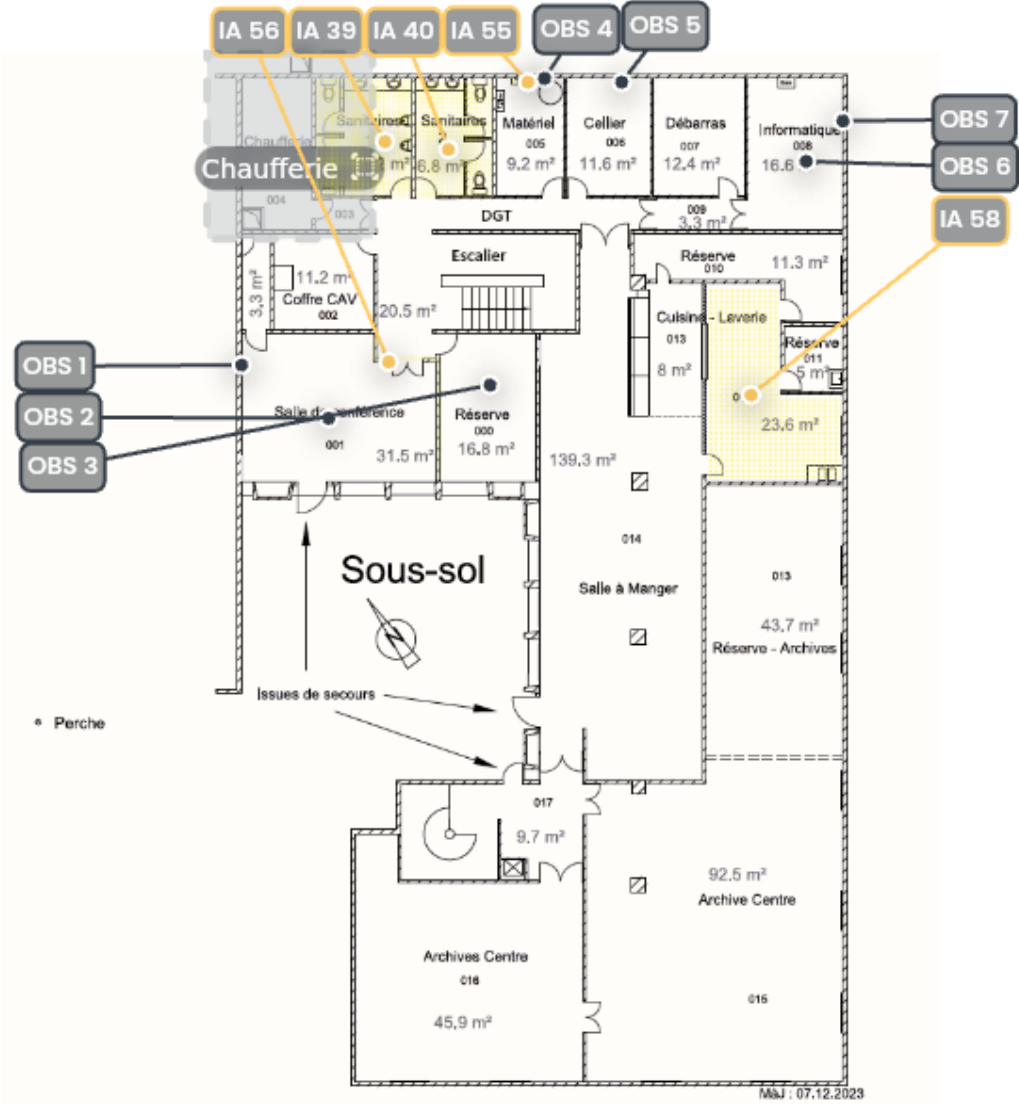 IA 56
IA 39
IA 40
IA 55
OBS 4
OBS 5
OBS 7
OBS 6
IA 58
Chaufferie
Chaufferie
004
003
Sanitaires
m²
Sanitaires
6.8 m²
Matériel
005
9.2 m²
Cellier
006
11.6 m²
Débarras
007
12.4 m²
Informatique
008
16.6
DGT
009
3.3 m²
Escalier
Réserve
010
11.3 m²
3.3 m²
11.2 m²
Coffre CAV
002
20.5 m²
Cuisine - Laverie
013
8 m²
Réserve
011
5 m²
23.6 m²
OBS 1
OBS 2
OBS 3
Salle de conférence
001
31.5 m²
Réserve
000
16.8 m²
139.3 m²
014
Salle à Manger
Sous-sol
013
43.7 m²
Réserve - Archives
Issues de secours
Perche
017
9.7 m²
92.5 m²
Archive Centre
015
Archives Centre
016
45,9 m²
MàJ : 07.12.2023